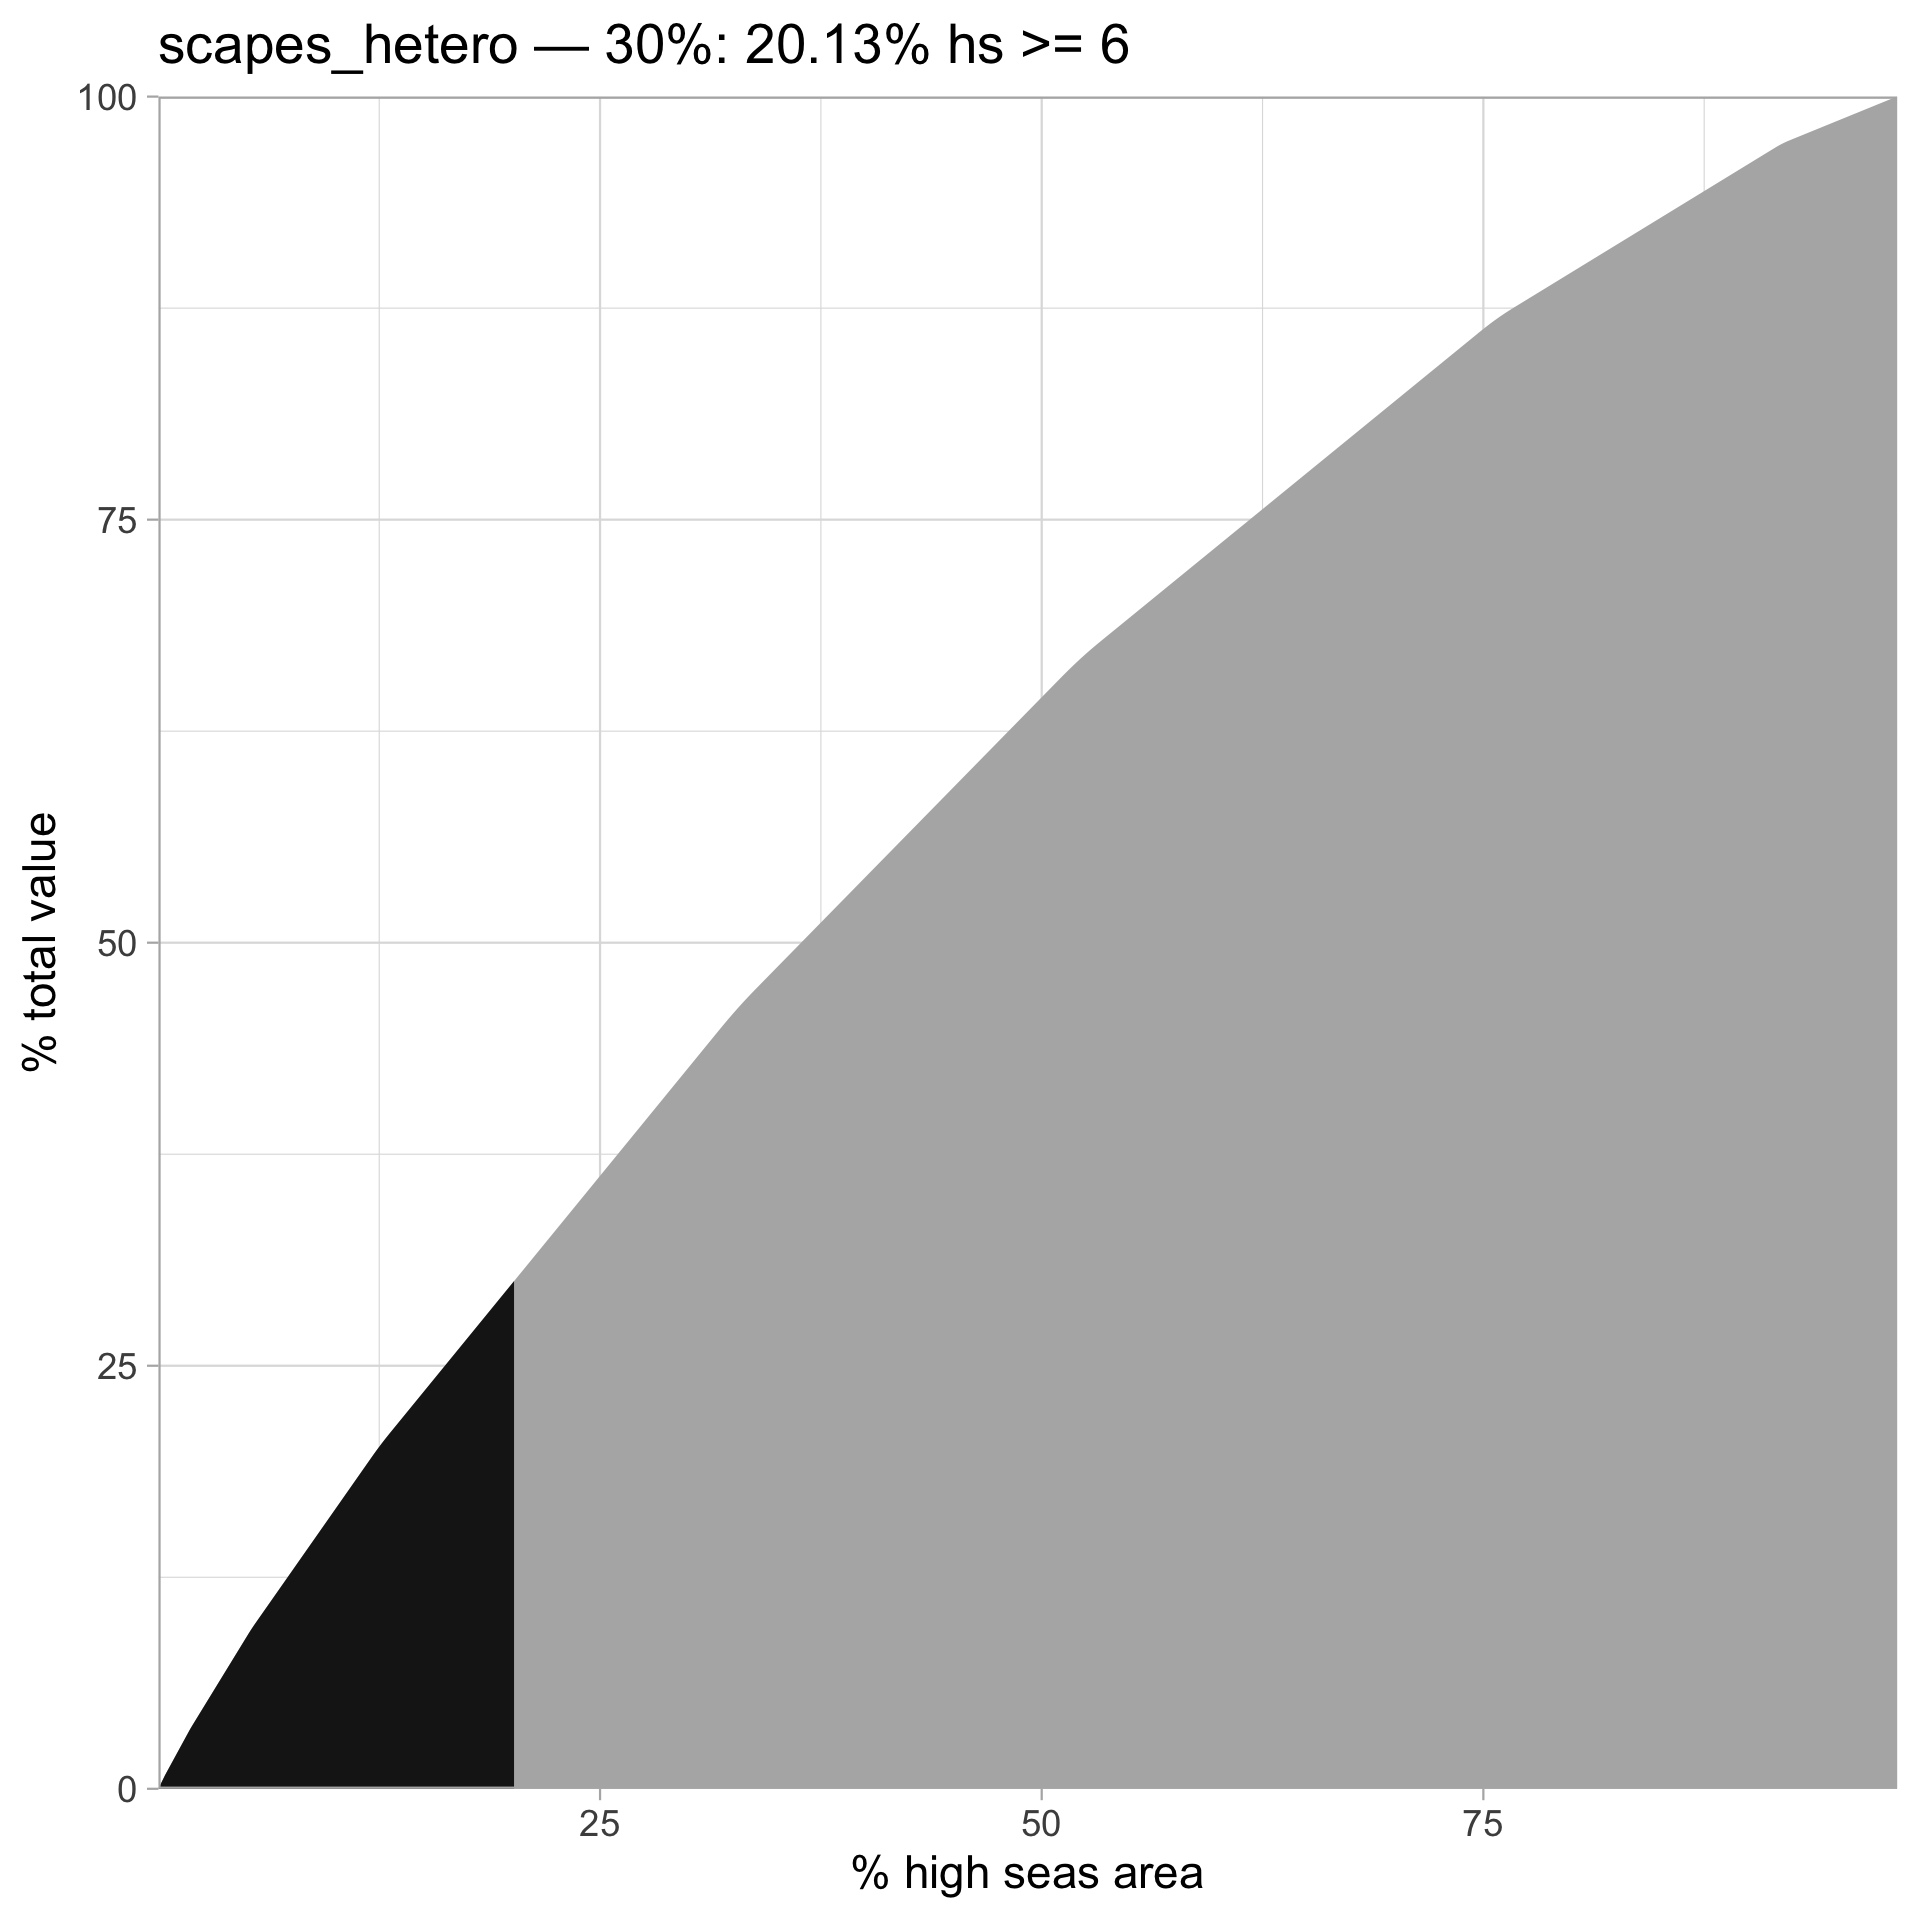 scapes_hetero — 30%: 20.13% hs >= 6
100
75
50
25
0
% total value
25
50
75
% high seas area